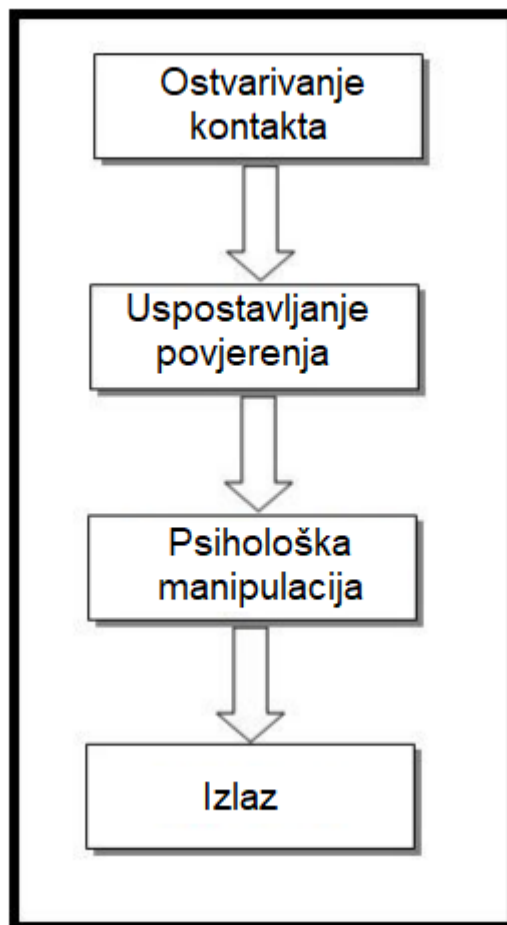 Ostvarivanje
kontakta
Uspostavljanje
povjerenja
Psihološka
manipulacija
Izlaz